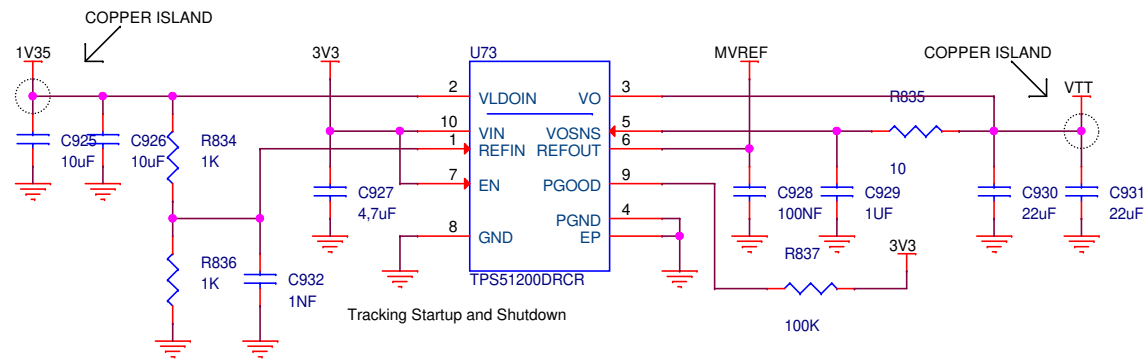 COPPER ISLAND
1V35
3V3
U73
MVREF
COPPER ISLAND
VTT
2 VLDOIN VO 3
R835
10 VIN VOSNS 5
1 REFIN REFOUT 6
10
C925
10uF
C926
10uF
R834
1K
C927
4,7uF
7 EN PGOOD 9
C928
100NF
C929
1UF
C930
22uF
C931
22uF
PGND 4
8 GND EP
R837
3V3
100K
R836
1K
C932
1NF
TPS51200DRCR
Tracking Startup and Shutdown